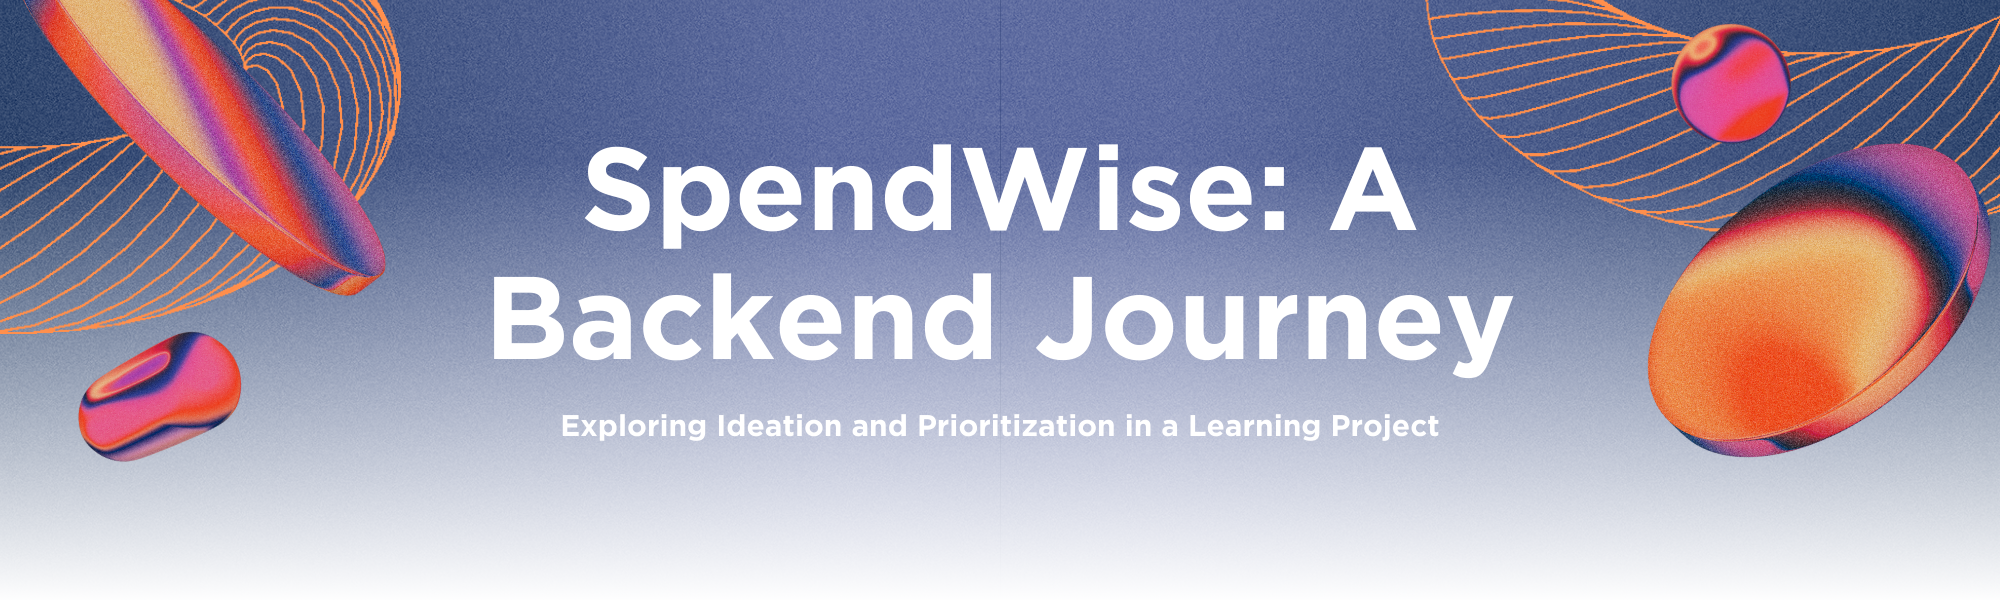 SpendWise: A
Backend Journey
Exploring Ideation and Prioritization in a Learning Project